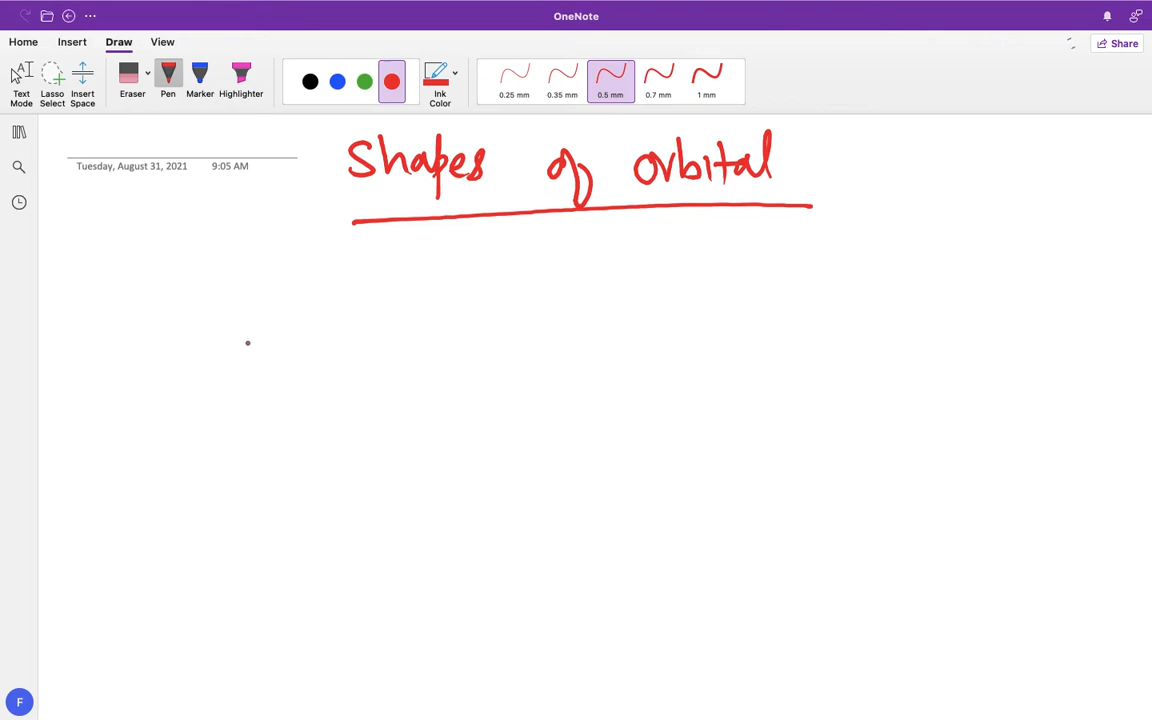 OneNote
Home Insert Draw View
Share
Text Mode
Lasso Select
Insert Space
Eraser
Pen
Marker
Highlighter
Ink Color
0.25 mm
0.35 mm
0.5 mm
0.7 mm
1 mm
Shapes of orbital
Tuesday, August 31, 2021 9:05 AM
F